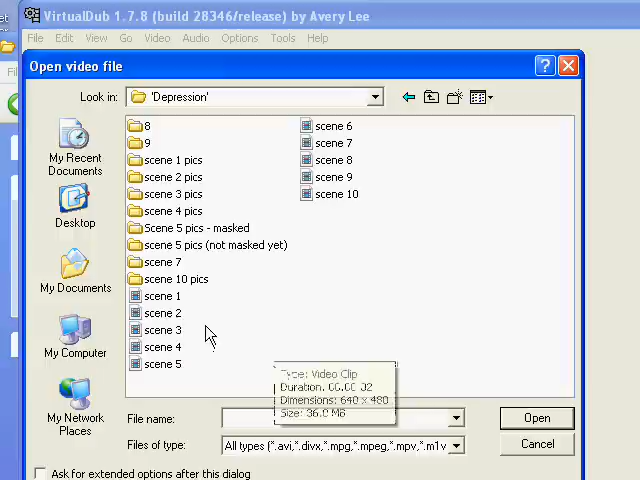 VirtualDub 1.7.8 (build 28346/release) by Avery Lee
File Edit View Go Video Audio Options Tools Help
Open video file
Look in: 'Depression'
My Recent Documents
Desktop
My Documents
My Computer
My Network Places
8
9
scene 1 pics
scene 2 pics
scene 3 pics
scene 4 pics
Scene 5 pics - masked
scene 5 pics (not masked yet)
scene 7
scene 10 pics
scene 1
scene 2
scene 3
scene 4
scene 5
scene 6
scene 7
scene 8
scene 9
scene 10
Type: Video Clip
Duration: 00:00:02
Dimensions: 640 x 480
Size: 36.0 MB
File name:
Open
Files of type: All types (*.avi,*.divx,*.mpg,*.mpeg,*.mpv,*.m1v
Cancel
Ask for extended options after this dialog